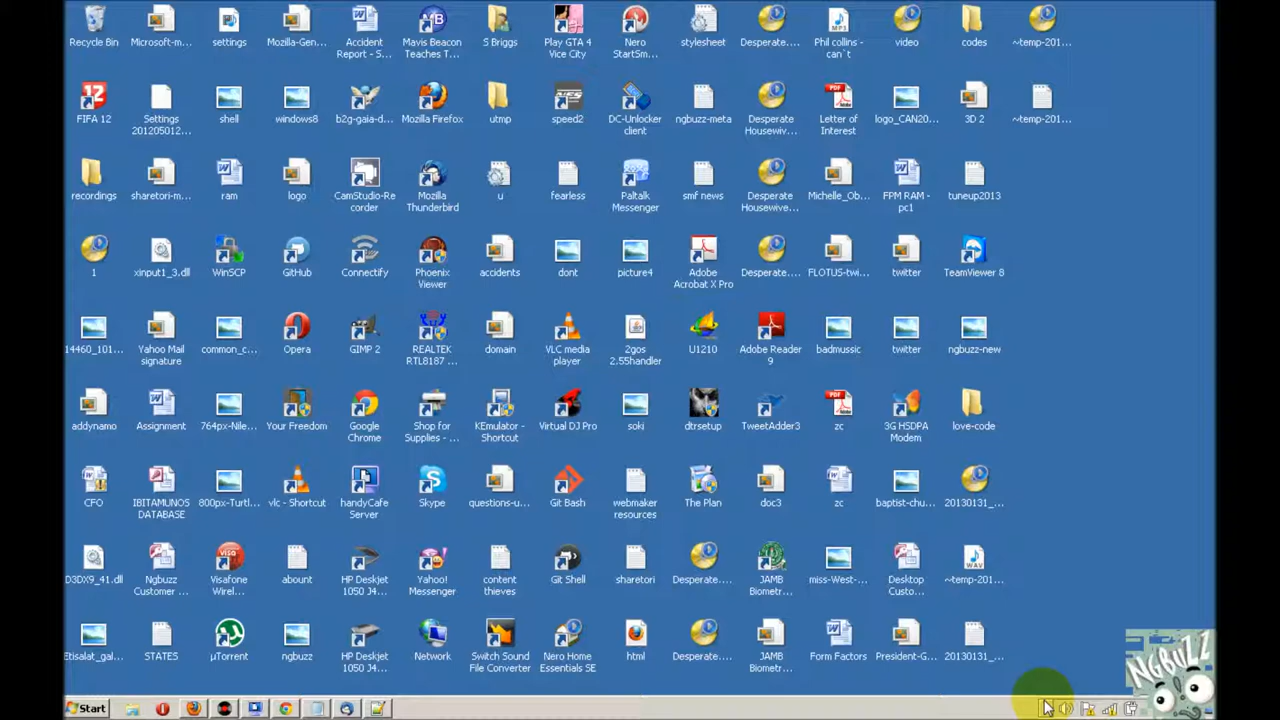 Recycle Bin
Microsoft-m...
settings
Mozilla-Gen...
Accident
Report - S...
Mavis Beacon
Teaches T...
S Briggs
Play GTA 4
Vice City
Nero
StartSm...
stylesheet
Desperate....
Phil collins -
can`t
video
codes
~temp-201...
FIFA 12
Settings
201205012...
shell
windows8
b2g-gaia-d...
Mozilla Firefox
utmp
speed2
DC-Unlocker
client
ngbuzz-meta
Desperate
Housewive...
Letter of
Interest
logo_CAN20...
3D 2
~temp-201...
recordings
sharetori-m...
ram
logo
CamStudio-Re
corder
Mozilla
Thunderbird
u
fearless
Paltalk
Messenger
smf news
Desperate
Housewive...
Michelle_Ob...
FPM RAM -
pc1
tuneup2013
1
xinput1_3.dll
WinSCP
GitHub
Connectify
Phoenix
Viewer
accidents
dont
picture4
Adobe
Acrobat X Pro
Desperate....
FLOTUS-twi...
twitter
TeamViewer 8
14460_101...
Yahoo Mail
signature
common_c...
Opera
GIMP 2
REALTEK
RTL8187 ...
domain
VLC media
player
2gos
2.55handler
U1210
Adobe Reader
9
badmussic
twitter
ngbuzz-new
addynamo
Assignment
764px-Nile...
Your Freedom
Google
Chrome
Shop for
Supplies - ...
KEmulator -
Shortcut
Virtual DJ Pro
soki
dtrsetup
TweetAdder3
zc
3G HSDPA
Modem
love-code
CFO
IBITAMUNOS
DATABASE
800px-Turtl...
vlc - Shortcut
handyCafe
Server
Skype
questions-u...
Git Bash
webmaker
resources
The Plan
doc3
zc
baptist-chu...
20130131_...
D3DX9_41.dll
Ngbuzz
Customer ...
Visafone
Wirel...
abount
HP Deskjet
1050 J4...
Yahoo!
Messenger
content
thieves
Git Shell
sharetori
Desperate....
JAMB
Biometr...
miss-West-...
Desktop
Custo...
~temp-201...
Etisalat_gal...
STATES
µTorrent
ngbuzz
HP Deskjet
1050 J4...
Network
Switch Sound
File Converter
Nero Home
Essentials SE
html
Desperate....
JAMB
Biometr...
Form Factors
President-G...
20130131_...
NGBUZZ
Start